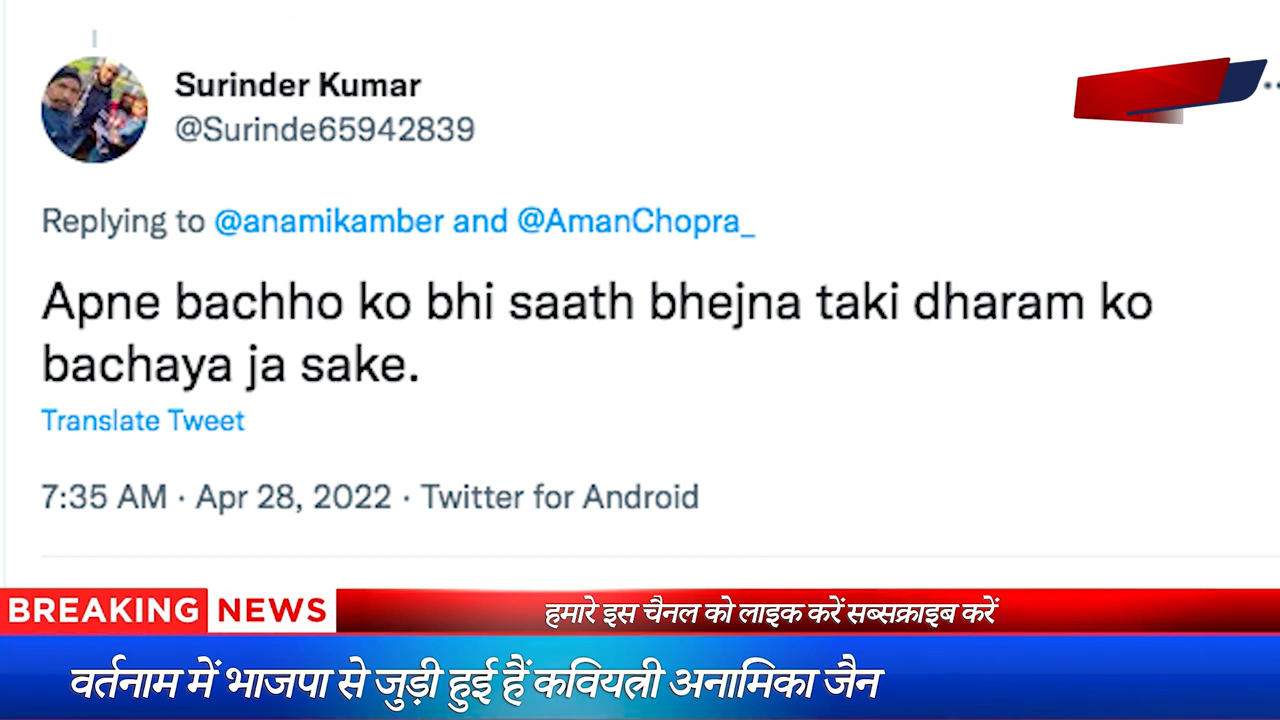 Surinder Kumar
@Surinde65942839
Replying to @anamikamber and @AmanChopra_
Apne bachho ko bhi saath bhejna taki dharam ko
bachaya ja sake.
Translate Tweet
7:35 AM · Apr 28, 2022 · Twitter for Android
BREAKING NEWS
हमारे इस चैनल को लाइक करें सब्सक्राइब करें
वर्तनाम में भाजपा से जुड़ी हुई हैं कवियत्री अनामिका जैन